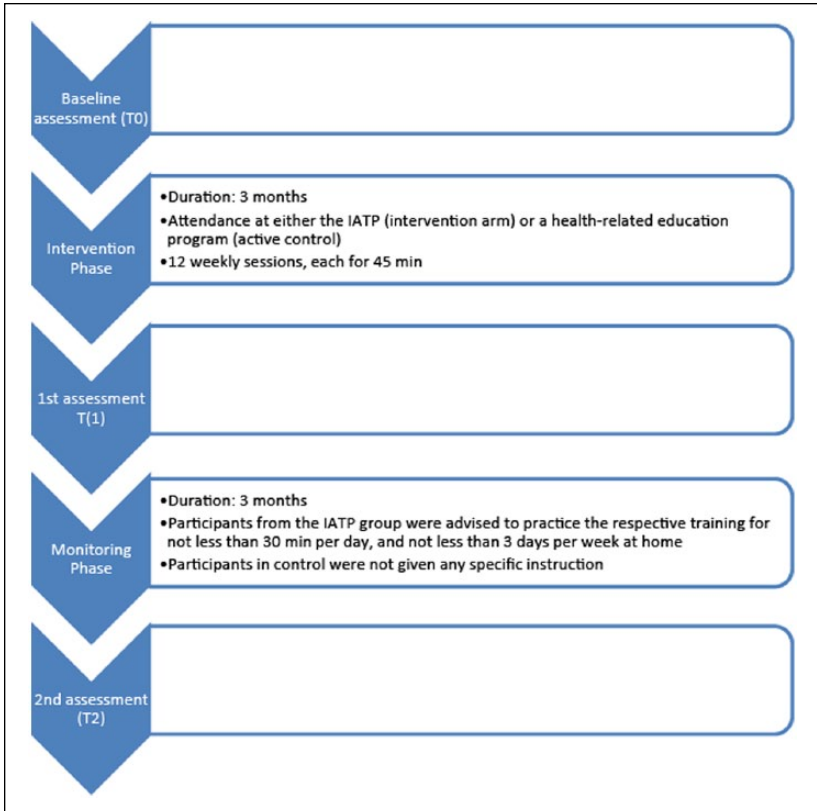 Baseline
assessment (T0)
Intervention
Phase
•Duration: 3 months
•Attendance at either the IATP (intervention arm) or a health-related education
program (active control)
•12 weekly sessions, each for 45 min
1st assessment
T(1)
Monitoring
Phase
•Duration: 3 months
•Participants from the IATP group were advised to practice the respective training for
not less than 30 min per day, and not less than 3 days per week at home
•Participants in control were not given any specific instruction
2nd assessment
(T2)